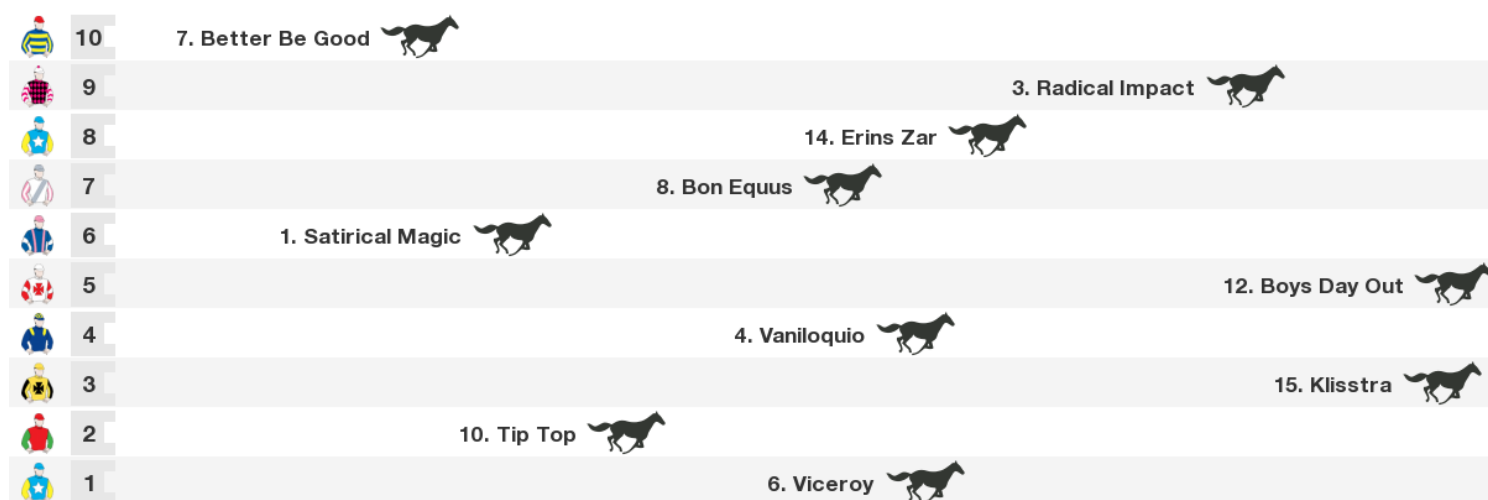 10 7. Better Be Good
9 3. Radical Impact
8 14. Erins Zar
7 8. Bon Equus
6 1. Satirical Magic
5 12. Boys Day Out
4 4. Vaniloquio
3 15. Klisstra
2 10. Tip Top
1 6. Viceroy